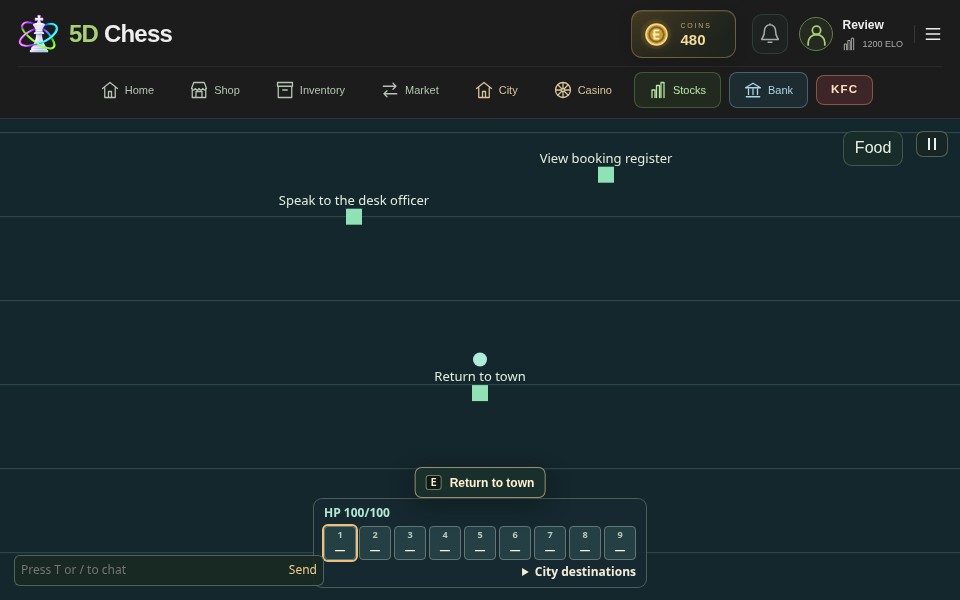 5D Chess
COINS
480
Review
1200 ELO
Home
Shop
Inventory
Market
City
Casino
Stocks
Bank
KFC
Food
View booking register
Speak to the desk officer
Return to town
E Return to town
HP 100/100
1 2 3 4 5 6 7 8 9
— — — — — — — — —
Press T or / to chat
Send
City destinations